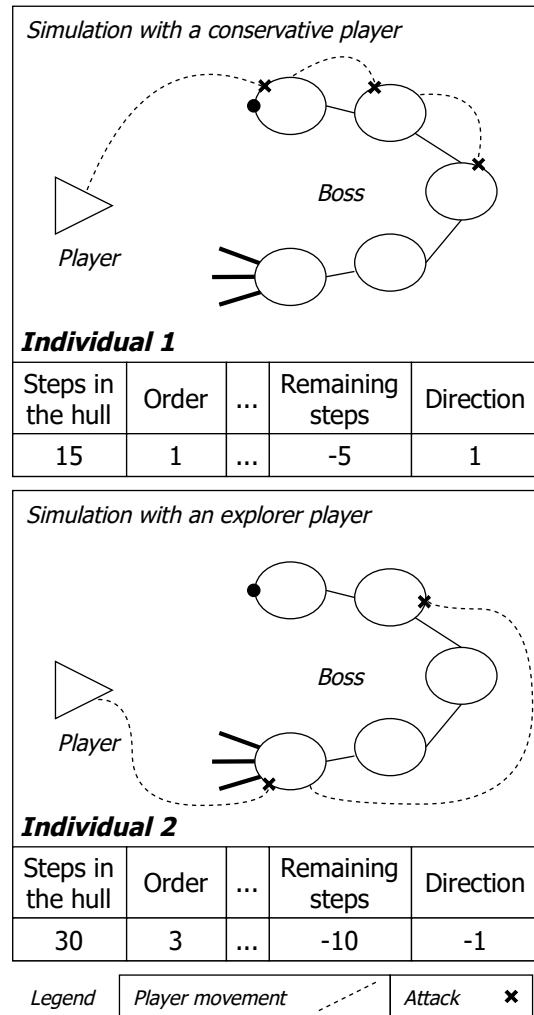 Simulation with a conservative player
Boss
Player
Individual 1
Steps in the hull Order ... Remaining steps Direction
15 1 ... -5 1
Simulation with an explorer player
Boss
Player
Individual 2
Steps in the hull Order ... Remaining steps Direction
30 3 ... -10 -1
Legend Player movement Attack